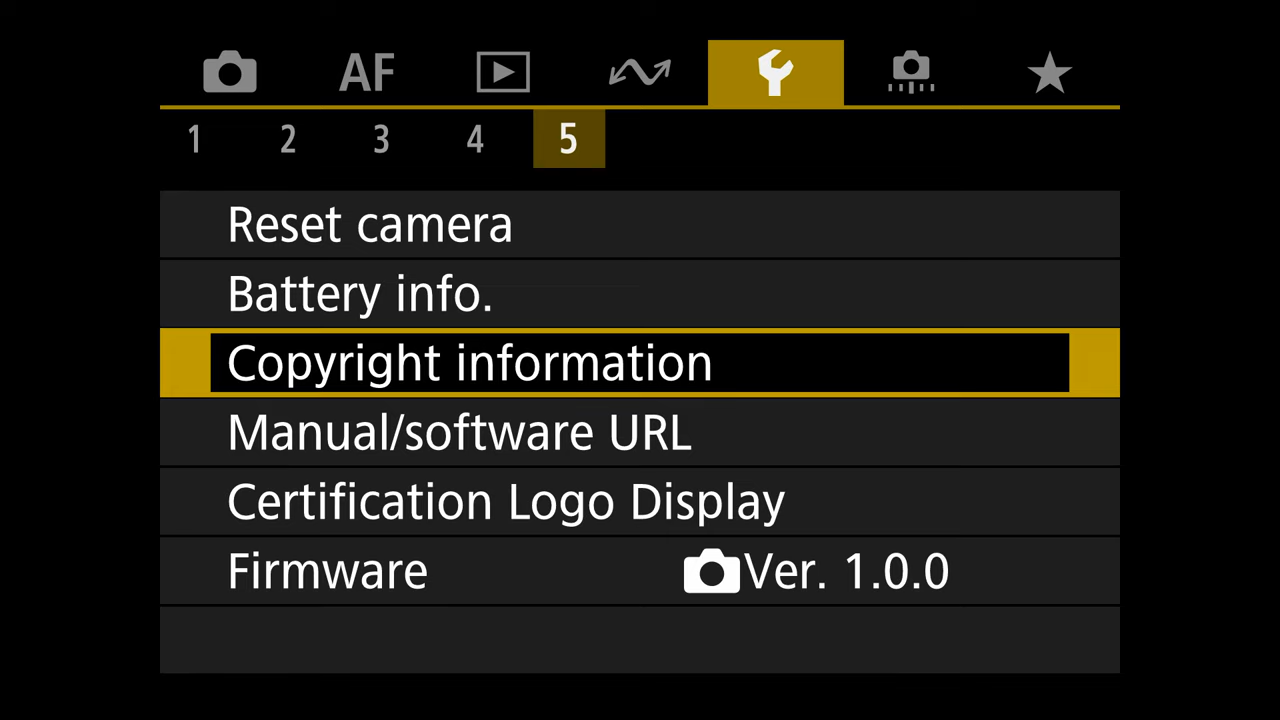 AF
1 2 3 4 5
Reset camera
Battery info.
Copyright information
Manual/software URL
Certification Logo Display
Firmware Ver. 1.0.0